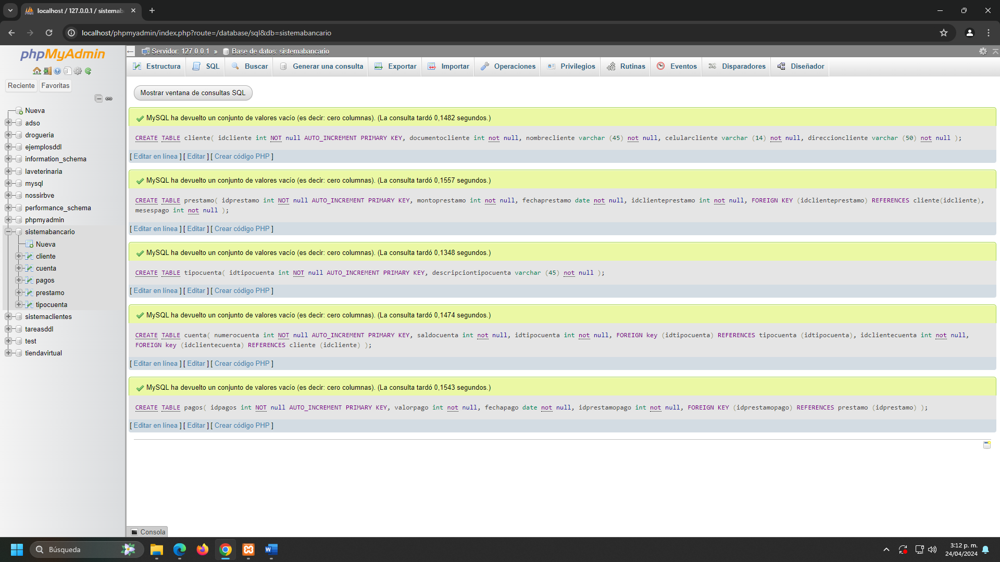 localhost / 127.0.0.1 / sistemab
localhost/phpmyadmin/index.php?route=/database/sql&db=sistemabancario
phpMyAdmin
Reciente Favoritas
Nueva
adso
drogueria
ejemplosddl
information_schema
laveterinaria
mysql
nossirbve
performance_schema
phpmyadmin
sistemabancario
Nueva
cliente
cuenta
pagos
prestamo
tipocuenta
sistemaclientes
tareasddl
test
tiendavirtual
Servidor: 127.0.0.1 » Base de datos: sistemabancario
Estructura SQL Buscar Generar una consulta Exportar Importar Operaciones Privilegios Rutinas Eventos Disparadores Diseñador
Mostrar ventana de consultas SQL
MySQL ha devuelto un conjunto de valores vacío (es decir: cero columnas). (La consulta tardó 0,1482 segundos.)
CREATE TABLE cliente( idcliente int NOT null AUTO_INCREMENT PRIMARY KEY, documentocliente int not null, nombrecliente varchar (45) not null, celularcliente varchar (14) not null, direccioncliente varchar (50) not null );
[ Editar en línea ] [ Editar ] [ Crear código PHP ]
MySQL ha devuelto un conjunto de valores vacío (es decir: cero columnas). (La consulta tardó 0,1557 segundos.)
CREATE TABLE prestamo( idprestamo int NOT null AUTO_INCREMENT PRIMARY KEY, montoprestamo int not null, fechaprestamo date not null, idclienteprestamo int not null, FOREIGN KEY (idclienteprestamo) REFERENCES cliente(idcliente),
mesespago int not null );
[ Editar en línea ] [ Editar ] [ Crear código PHP ]
MySQL ha devuelto un conjunto de valores vacío (es decir: cero columnas). (La consulta tardó 0,1348 segundos.)
CREATE TABLE tipocuenta( idtipocuenta int NOT null AUTO_INCREMENT PRIMARY KEY, descripciontipocuenta varchar (45) not null );
[ Editar en línea ] [ Editar ] [ Crear código PHP ]
MySQL ha devuelto un conjunto de valores vacío (es decir: cero columnas). (La consulta tardó 0,1474 segundos.)
CREATE TABLE cuenta( numerocuenta int NOT null AUTO_INCREMENT PRIMARY KEY, saldocuenta int not null, idtipocuenta int not null, FOREIGN key (idtipocuenta) REFERENCES tipocuenta (idtipocuenta), idclientecuenta int not null,
FOREIGN key (idclientecuenta) REFERENCES cliente (idcliente) );
[ Editar en línea ] [ Editar ] [ Crear código PHP ]
MySQL ha devuelto un conjunto de valores vacío (es decir: cero columnas). (La consulta tardó 0,1543 segundos.)
CREATE TABLE pagos( idpagos int NOT null AUTO_INCREMENT PRIMARY KEY, valorpago int not null, fechapago date not null, idprestamopago int not null, FOREIGN KEY (idprestamopago) REFERENCES prestamo (idprestamo) );
[ Editar en línea ] [ Editar ] [ Crear código PHP ]
Consola
Búsqueda
3:12 p. m.
24/04/2024